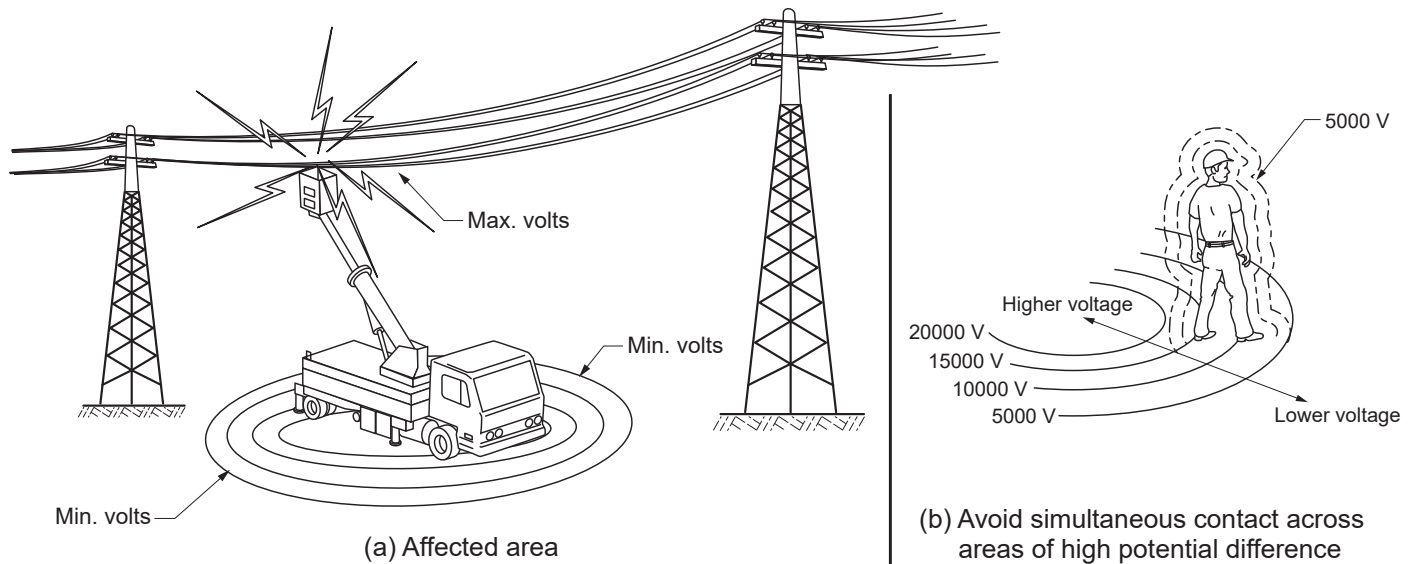 Max. volts
Min. volts
Min. volts
(a) Affected area
5000 V
Higher voltage
20000 V
15000 V
10000 V
5000 V
Lower voltage
(b) Avoid simultaneous contact across
areas of high potential difference